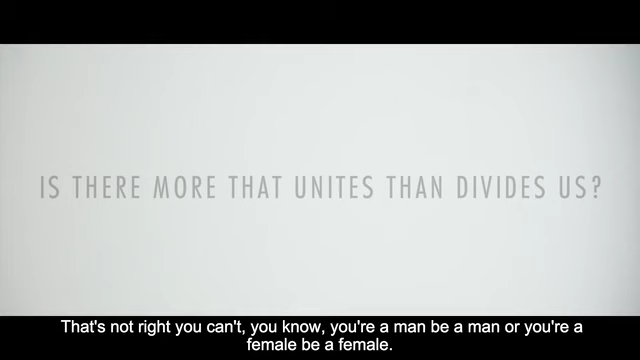 IS THERE MORE THAT UNITES THAN DIVIDES US?
That's not right you can't, you know, you're a man be a man or you're a
female be a female.